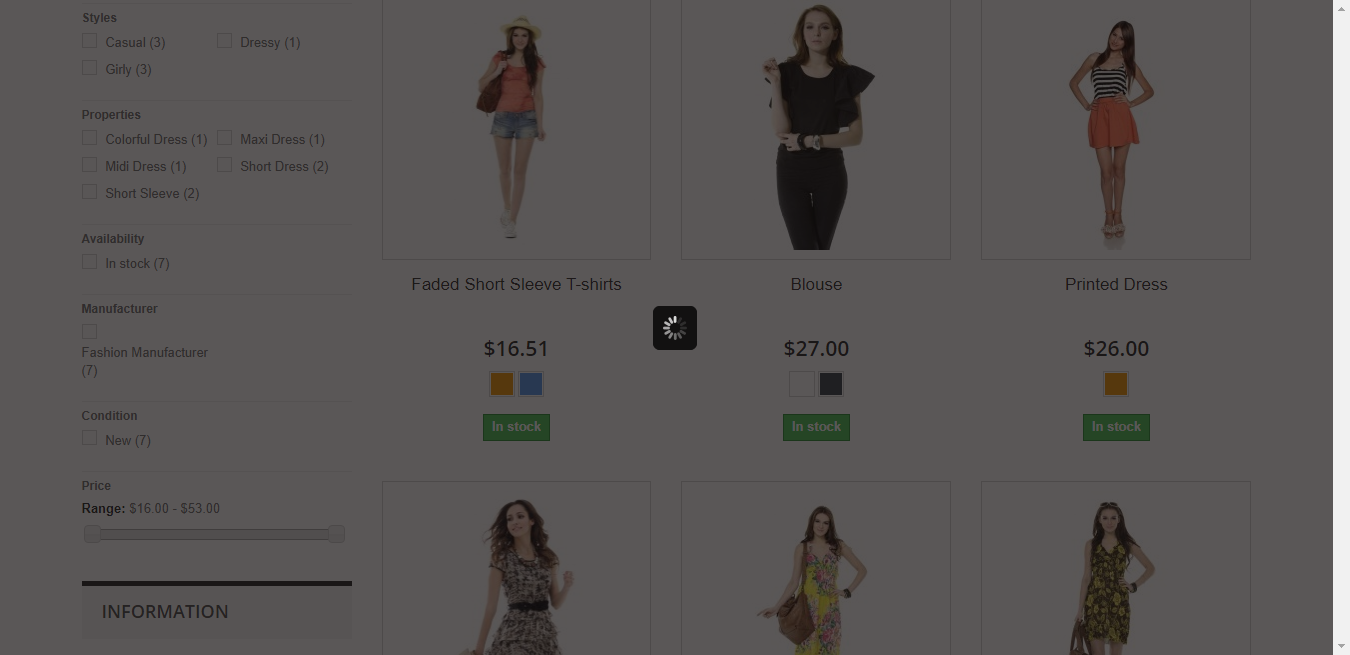 Styles
Casual (3)
Dressy (1)
Girly (3)
Properties
Colorful Dress (1)
Maxi Dress (1)
Midi Dress (1)
Short Dress (2)
Short Sleeve (2)
Availability
In stock (7)
Manufacturer
Fashion Manufacturer
(7)
Condition
New (7)
Price
Range: $16.00 - $53.00
INFORMATION
Faded Short Sleeve T-shirts
$16.51
In stock
Blouse
$27.00
In stock
Printed Dress
$26.00
In stock